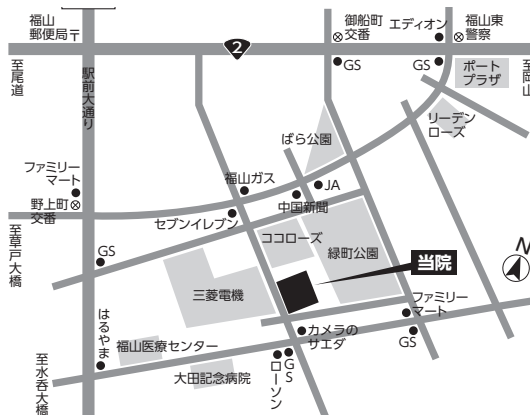 福山
郵便局〒
2
御船町
交番
エディオン
福山東
警察
至尾道
駅前大通り
GS
GS
ポート
プラザ
至岡山
リーデン
ローズ
ばら公園
ファミリー
マート
福山ガス
JA
野上町
交番
中国新聞
セブンイレブン
至草戸大橋
GS
ココローズ
緑町公園
当院
N
三菱電機
ファミリー
マート
はるやま
福山医療センター
カメラの
サエダ
GS
至水呑大橋
大田記念病院
ローソン
GS